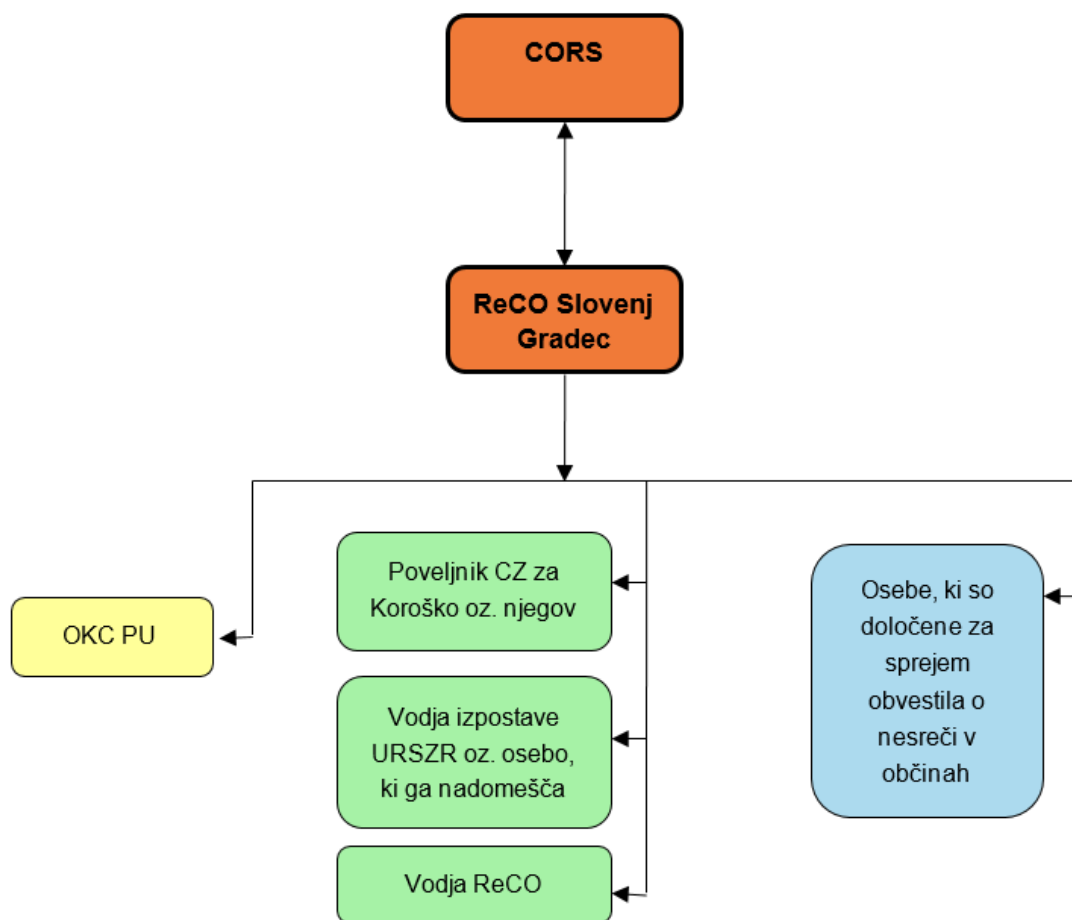 CORS
ReCO Slovenj
Gradec
OKC PU
Poveljnik CZ za
Koroško oz. njegov
Vodja izpostave
URSZR oz. osebo,
ki ga nadomešča
Vodja ReCO
Osebe, ki so
določene za
sprejem
obvestila o
nesreči v
občinah